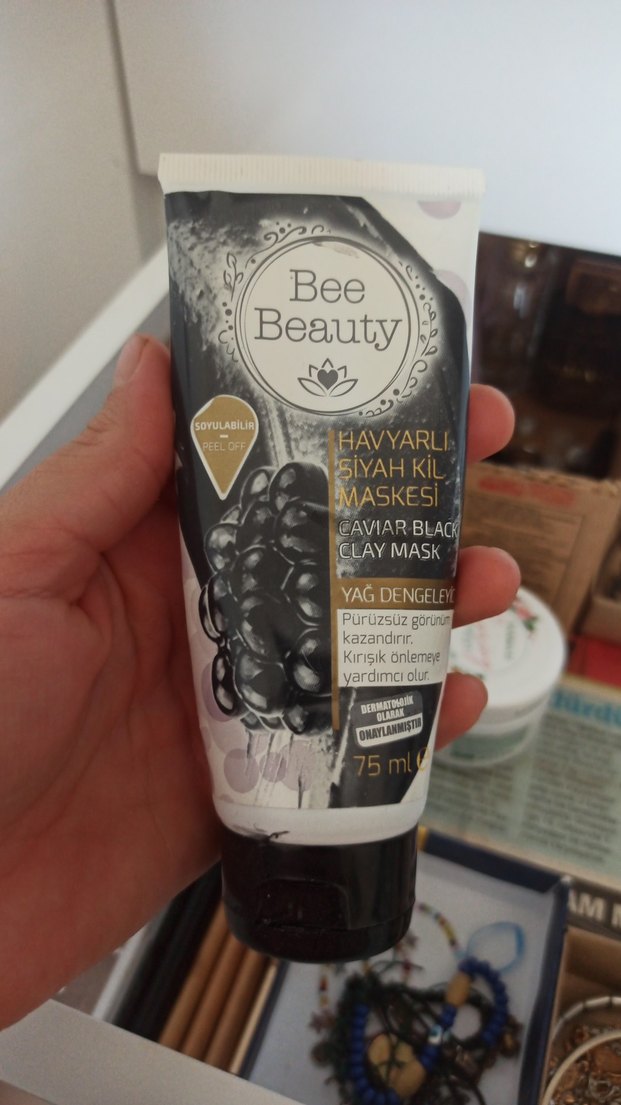 Bee
Beauty
SOYULABİLİR
PEEL OFF
HAVYARLI
SİYAH KİL
MASKESİ
CAVIAR BLACK
CLAY MASK
YAĞ DENGELEYİC
Pürüzsüz görünüm
kazandırır.
Kırışık önlemeye
yardımcı olur.
DERMATOLOJİK
OLARAK
ONAYLANMIŞTIR
75 ml e
AM M